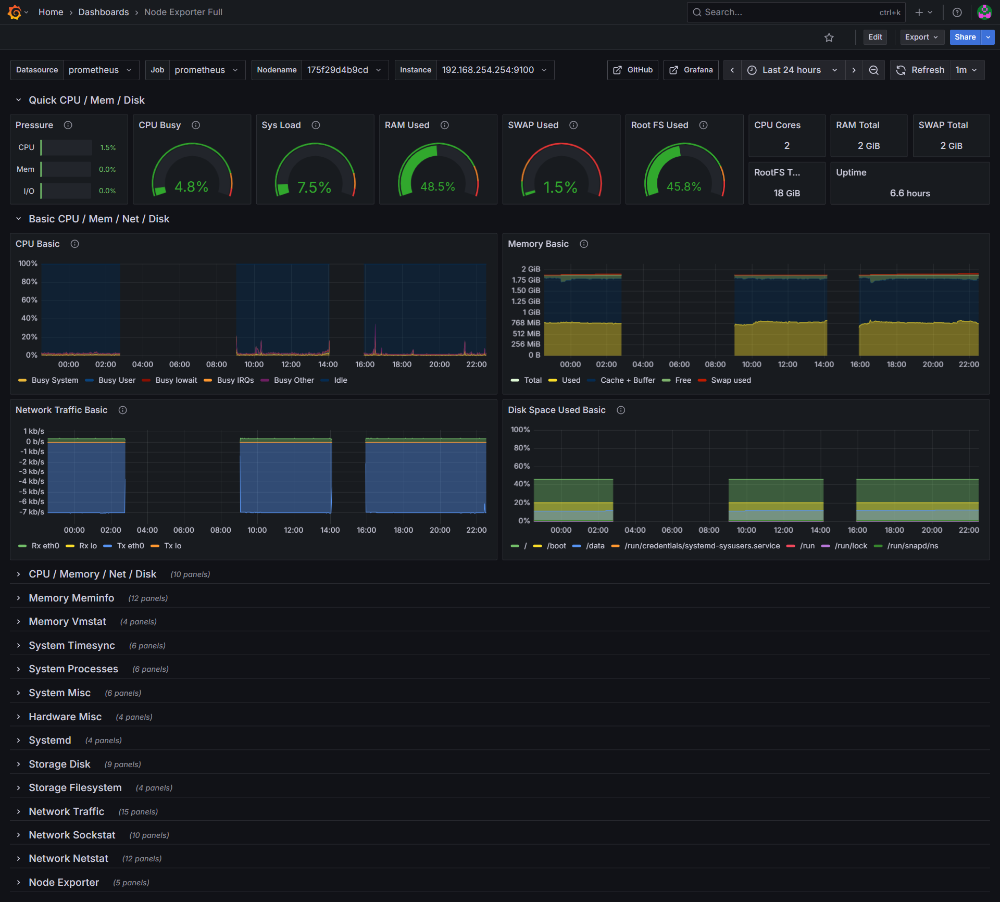 Home > Dashboards > Node Exporter Full
Search... ctrl+k
Edit Export Share
Datasource prometheus Job prometheus Nodename 175f29d4b9cd Instance 192.168.254.254:9100 GitHub Grafana Last 24 hours Refresh 1m
Quick CPU / Mem / Disk
Pressure
CPU 1.5%
Mem 0.0%
I/O 0.0%
CPU Busy
4.8%
Sys Load
7.5%
RAM Used
48.5%
SWAP Used
1.5%
Root FS Used
45.8%
CPU Cores
2
RAM Total
2 GiB
SWAP Total
2 GiB
RootFS T...
18 GiB
Uptime
6.6 hours
Basic CPU / Mem / Net / Disk
CPU Basic
100%
80%
60%
40%
20%
0%
00:00 02:00 04:00 06:00 08:00 10:00 12:00 14:00 16:00 18:00 20:00 22:00
Busy System Busy User Busy Iowait Busy IRQs Busy Other Idle
Memory Basic
2 GiB
1.75 GiB
1.50 GiB
1.25 GiB
1 GiB
768 MiB
512 MiB
256 MiB
0 B
00:00 02:00 04:00 06:00 08:00 10:00 12:00 14:00 16:00 18:00 20:00 22:00
Total Used Cache + Buffer Free Swap used
Network Traffic Basic
1 kb/s
0 b/s
-1 kb/s
-2 kb/s
-3 kb/s
-4 kb/s
-5 kb/s
-6 kb/s
-7 kb/s
00:00 02:00 04:00 06:00 08:00 10:00 12:00 14:00 16:00 18:00 20:00 22:00
Rx eth0 Rx lo Tx eth0 Tx lo
Disk Space Used Basic
100%
80%
60%
40%
20%
0%
00:00 02:00 04:00 06:00 08:00 10:00 12:00 14:00 16:00 18:00 20:00 22:00
/ /boot /data /run/credentials/systemd-sysusers.service /run /run/lock /run/snapd/ns
CPU / Memory / Net / Disk (10 panels)
Memory Meminfo (12 panels)
Memory Vmstat (4 panels)
System Timesync (6 panels)
System Processes (6 panels)
System Misc (6 panels)
Hardware Misc (4 panels)
Systemd (4 panels)
Storage Disk (9 panels)
Storage Filesystem (4 panels)
Network Traffic (15 panels)
Network Sockstat (10 panels)
Network Netstat (12 panels)
Node Exporter (5 panels)